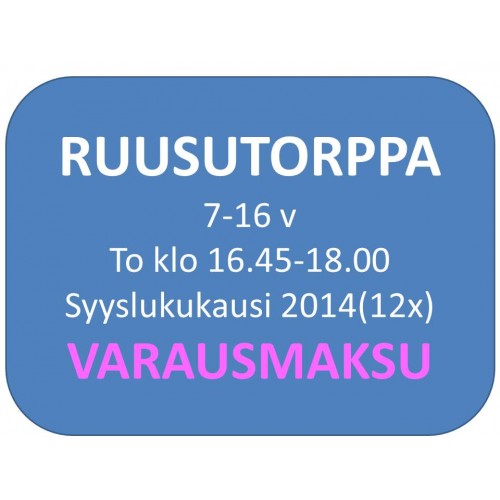 RUUSUTORPPA
7-16 v
To klo 16.45-18.00
Syyslukukausi 2014(12x)
VARAUSMAKSU